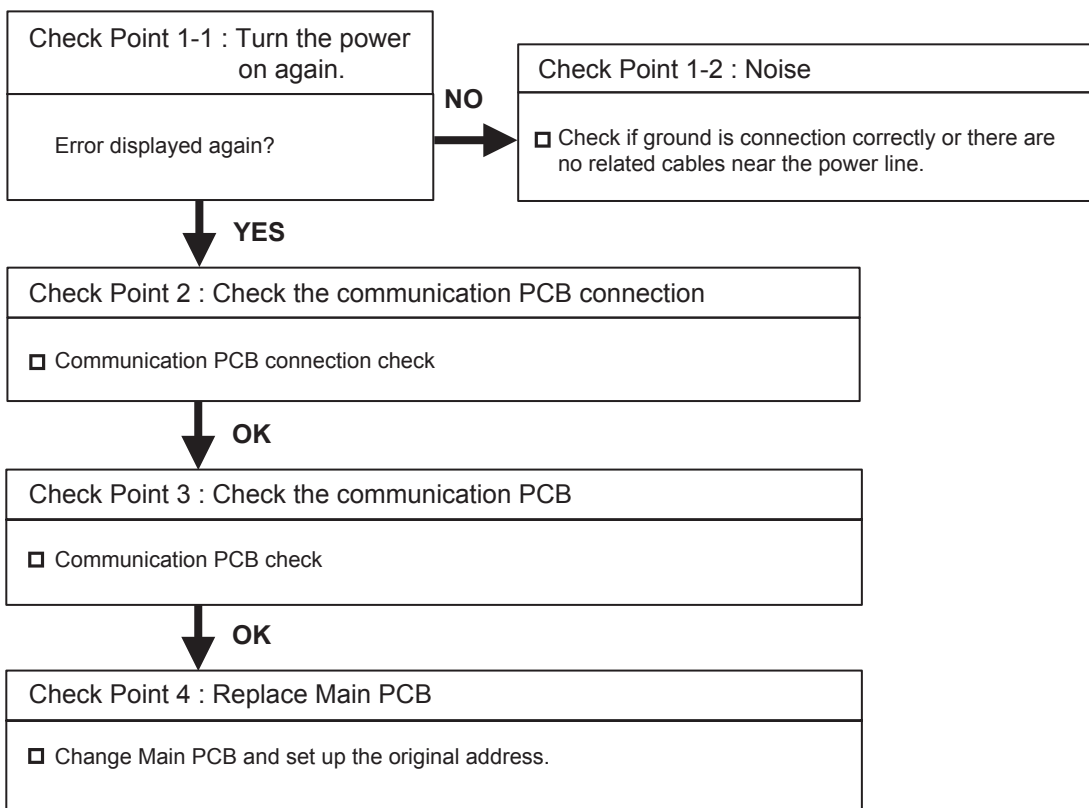 Check Point 1-1 : Turn the power
on again.
Error displayed again?
NO
Check Point 1-2 : Noise
Check if ground is connection correctly or there are
no related cables near the power line.
YES
Check Point 2 : Check the communication PCB connection
Communication PCB connection check
OK
Check Point 3 : Check the communication PCB
Communication PCB check
OK
Check Point 4 : Replace Main PCB
Change Main PCB and set up the original address.